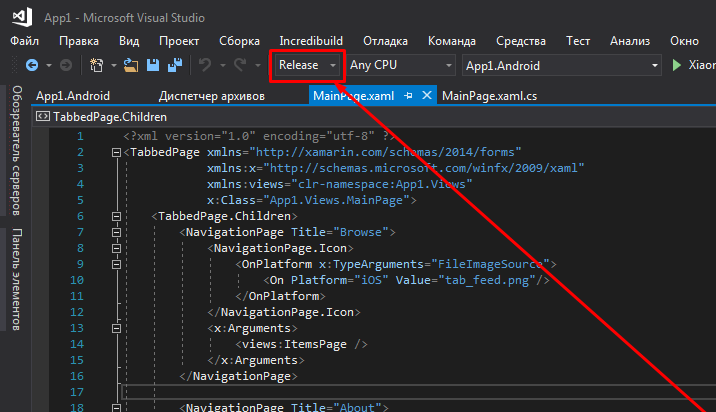 App1 - Microsoft Visual Studio
Файл Правка Вид Проект Сборка Incredibuild Отладка Команда Средства Тест Анализ Окно
Release Any CPU App1.Android Xiaor
Обозреватель серверов
Панель элементов
App1.Android Диспетчер архивов MainPage.xaml MainPage.xaml.cs
TabbedPage.Children
1 <?xml version="1.0" encoding="utf-8" ?>
2 <TabbedPage xmlns="http://xamarin.com/schemas/2014/forms"
3 xmlns:x="http://schemas.microsoft.com/winfx/2009/xaml"
4 xmlns:views="clr-namespace:App1.Views"
5 x:Class="App1.Views.MainPage">
6 <TabbedPage.Children>
7 <NavigationPage Title="Browse">
8 <NavigationPage.Icon>
9 <OnPlatform x:TypeArguments="FileImageSource">
10 <On Platform="iOS" Value="tab_feed.png"/>
11 </OnPlatform>
12 </NavigationPage.Icon>
13 <x:Arguments>
14 <views:ItemsPage />
15 </x:Arguments>
16 </NavigationPage>
17
18 <NavigationPage Title="About">